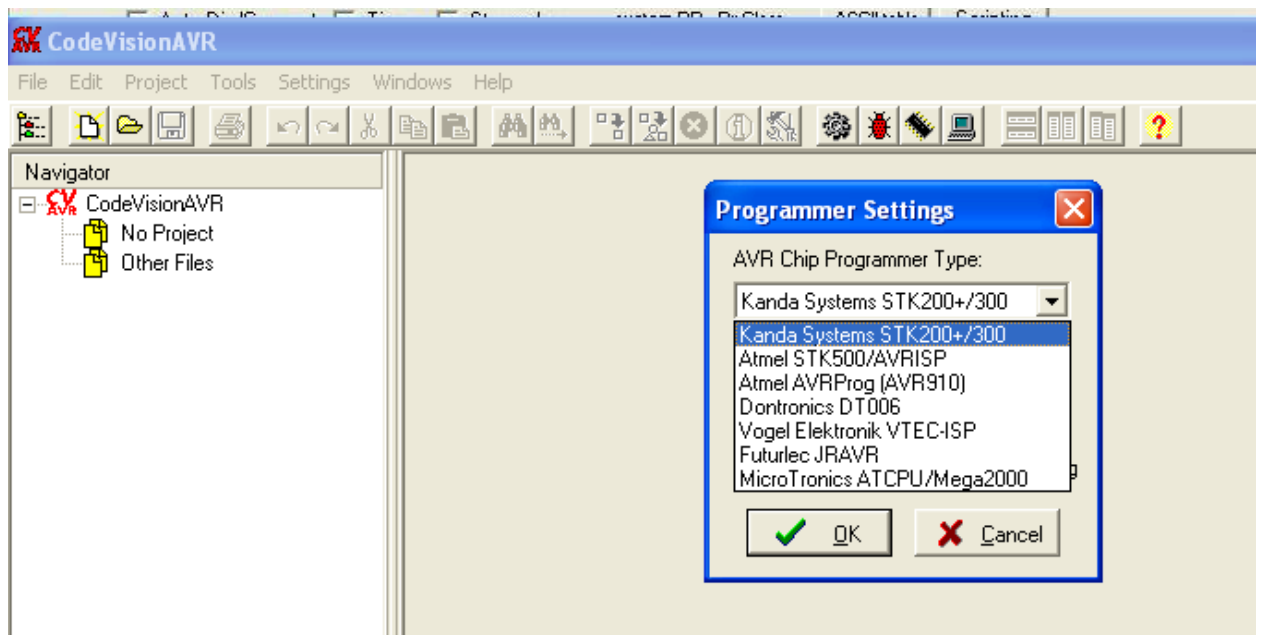 CodeVisionAVR
File Edit Project Tools Settings Windows Help
Navigator
CodeVisionAVR
No Project
Other Files
Programmer Settings
AVR Chip Programmer Type:
Kanda Systems STK200+/300
Kanda Systems STK200+/300
Atmel STK500/AVRISP
Atmel AVRProg (AVR910)
Dontronics DT006
Vogel Elektronik VTEC-ISP
Futurlec JRAVR
MicroTronics ATCPU/Mega2000
OK Cancel